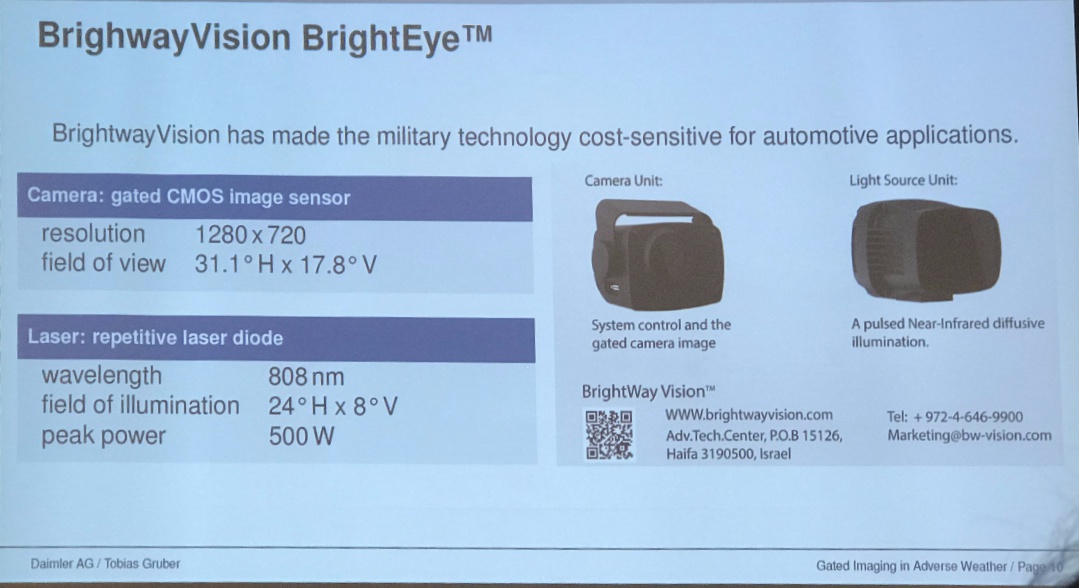 BrighwayVision BrightEye™
BrightwayVision has made the military technology cost-sensitive for automotive applications.
Camera: gated CMOS image sensor
resolution 1280 x 720
field of view 31.1° H x 17.8° V
Laser: repetitive laser diode
wavelength 808 nm
field of illumination 24° H x 8° V
peak power 500 W
Camera Unit:
System control and the
gated camera image
Light Source Unit:
A pulsed Near-Infrared diffusive
illumination.
BrightWay Vision™
WWW.brightwayvision.com
Adv.Tech.Center, P.O.B 15126,
Haifa 3190500, Israel
Tel: + 972-4-646-9900
Marketing@bw-vision.com
Daimler AG / Tobias Gruber
Gated Imaging in Adverse Weather / Page 10